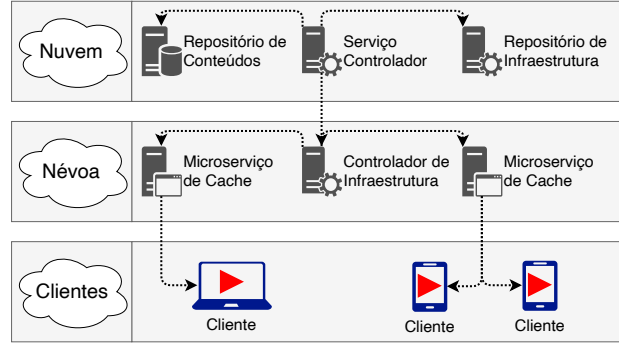 Nuvem
Repositório de
Conteúdos
Serviço
Controlador
Repositório de
Infraestrutura
Névoa
Microserviço
de Cache
Controlador de
Infraestrutura
Microserviço
de Cache
Clientes
Cliente
Cliente
Cliente